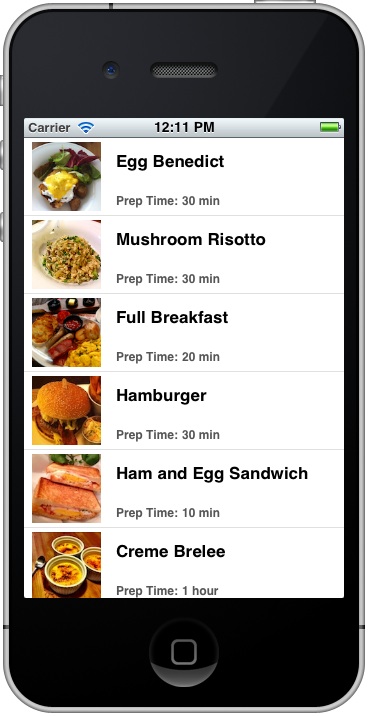 Carrier 12:11 PM
Egg Benedict
Prep Time: 30 min
Mushroom Risotto
Prep Time: 30 min
Full Breakfast
Prep Time: 20 min
Hamburger
Prep Time: 30 min
Ham and Egg Sandwich
Prep Time: 10 min
Creme Brelee
Prep Time: 1 hour